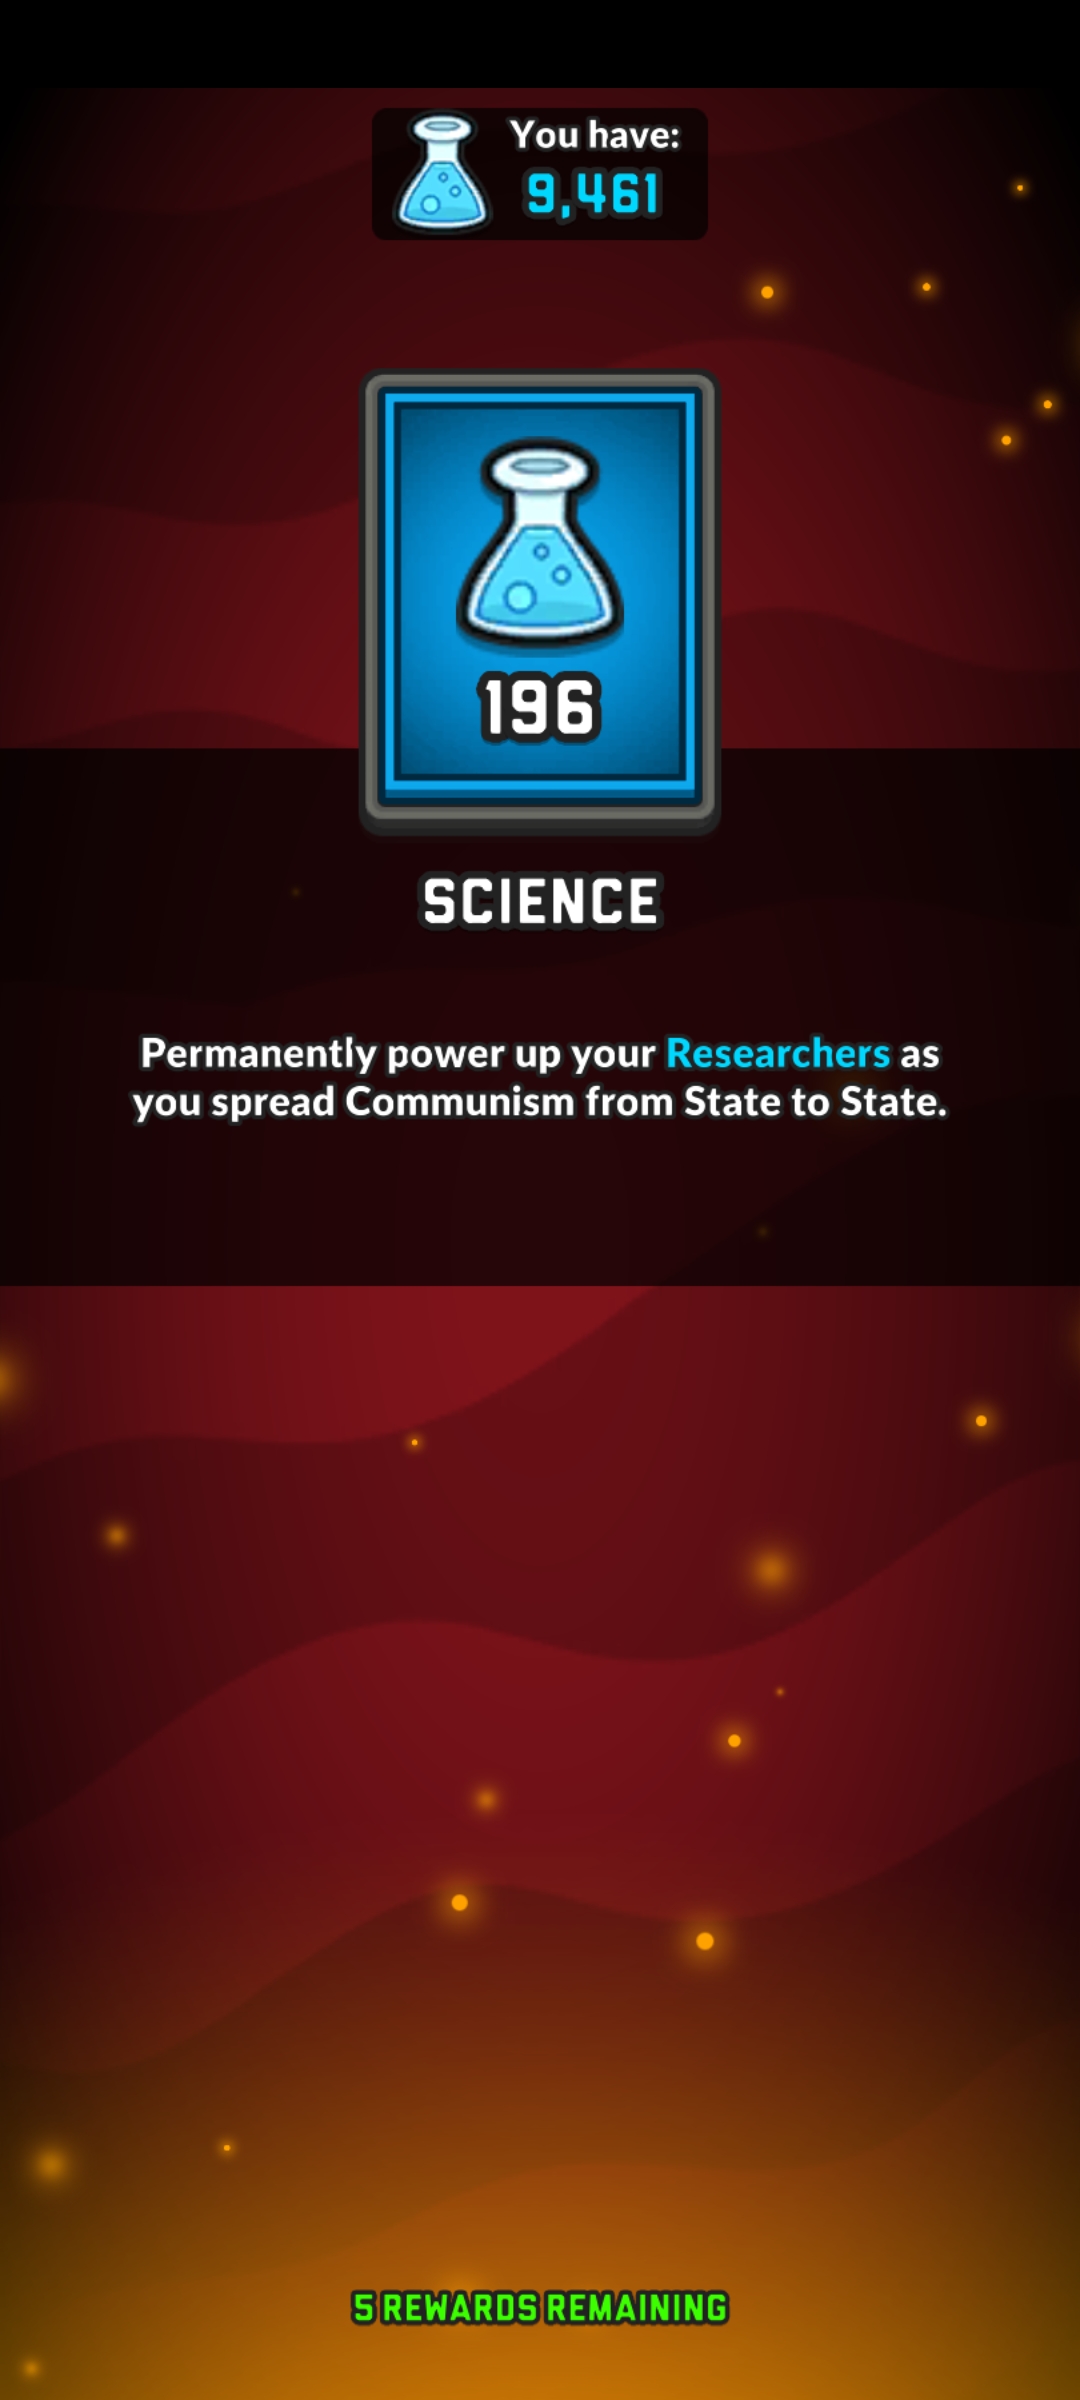 You have:
9,461
196
SCIENCE
Permanently power up your Researchers as
you spread Communism from State to State.
5 REWARDS REMAINING